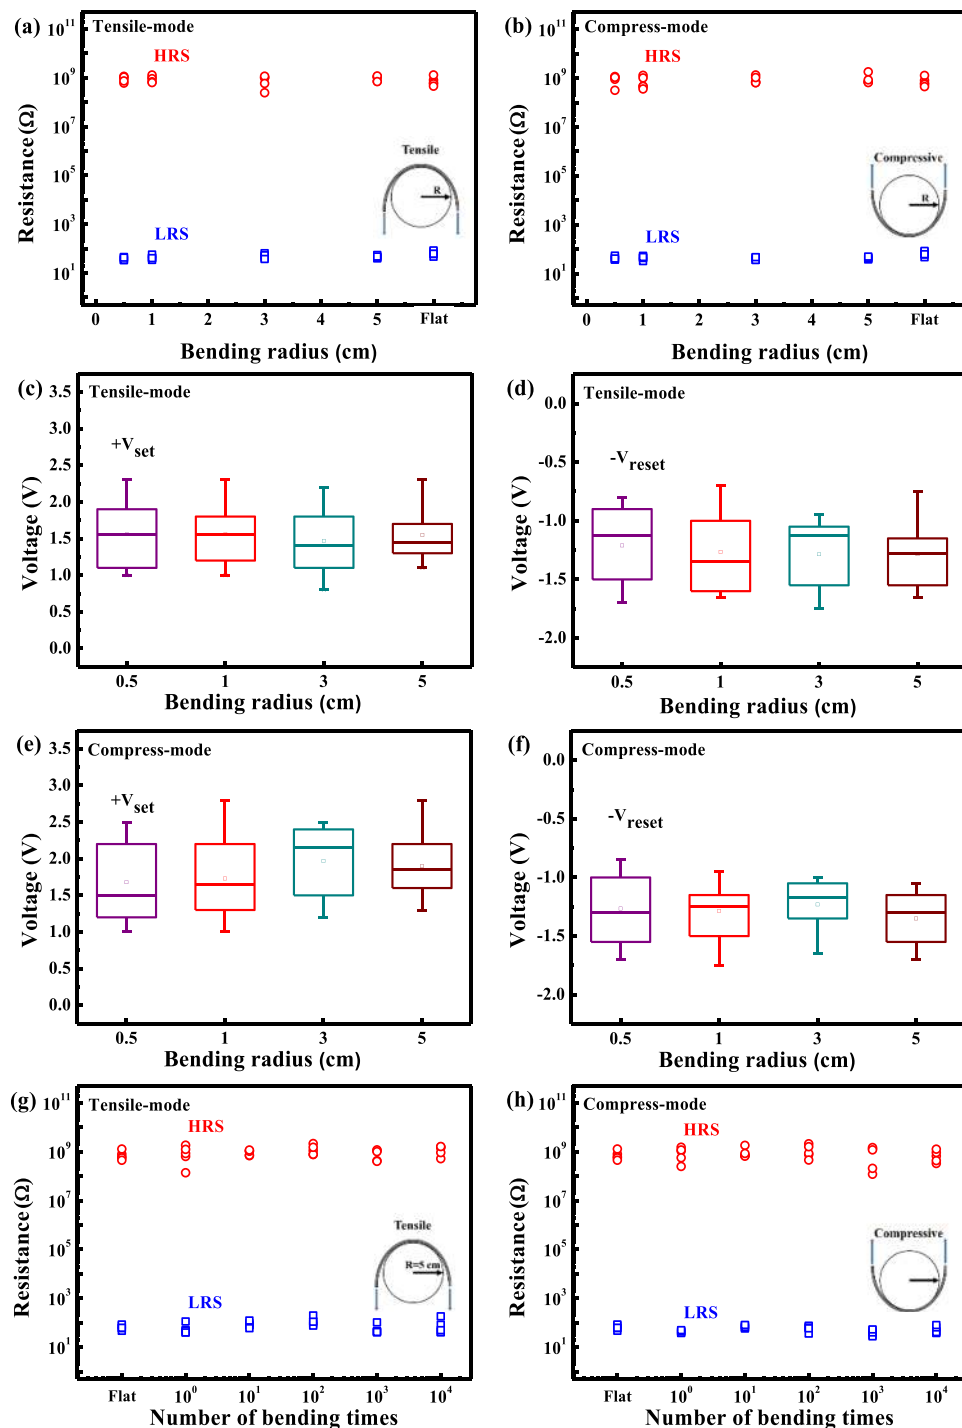 (a) Tensile-mode
HRS
LRS
Tensile
R
Resistance(Ω)
10^11
10^9
10^7
10^5
10^3
10^1
0 1 2 3 4 5 Flat
Bending radius (cm)
(b) Compress-mode
HRS
LRS
Compressive
R
Resistance(Ω)
10^11
10^9
10^7
10^5
10^3
10^1
0 1 2 3 4 5 Flat
Bending radius (cm)
(c) Tensile-mode
+V_set
Voltage (V)
3.5
3.0
2.5
2.0
1.5
1.0
0.5
0.0
0.5 1 3 5
Bending radius (cm)
(d) Tensile-mode
-V_reset
Voltage (V)
0.0
-0.5
-1.0
-1.5
-2.0
0.5 1 3 5
Bending radius (cm)
(e) Compress-mode
+V_set
Voltage (V)
3.5
3.0
2.5
2.0
1.5
1.0
0.5
0.0
0.5 1 3 5
Bending radius (cm)
(f) Compress-mode
-V_reset
Voltage (V)
0.0
-0.5
-1.0
-1.5
-2.0
0.5 1 3 5
Bending radius (cm)
(g) Tensile-mode
HRS
LRS
Tensile
R=5 cm
Resistance(Ω)
10^11
10^9
10^7
10^5
10^3
10^1
Flat 10^0 10^1 10^2 10^3 10^4
Number of bending times
(h) Compress-mode
HRS
LRS
Compressive
Resistance(Ω)
10^11
10^9
10^7
10^5
10^3
10^1
Flat 10^0 10^1 10^2 10^3 10^4
Number of bending times